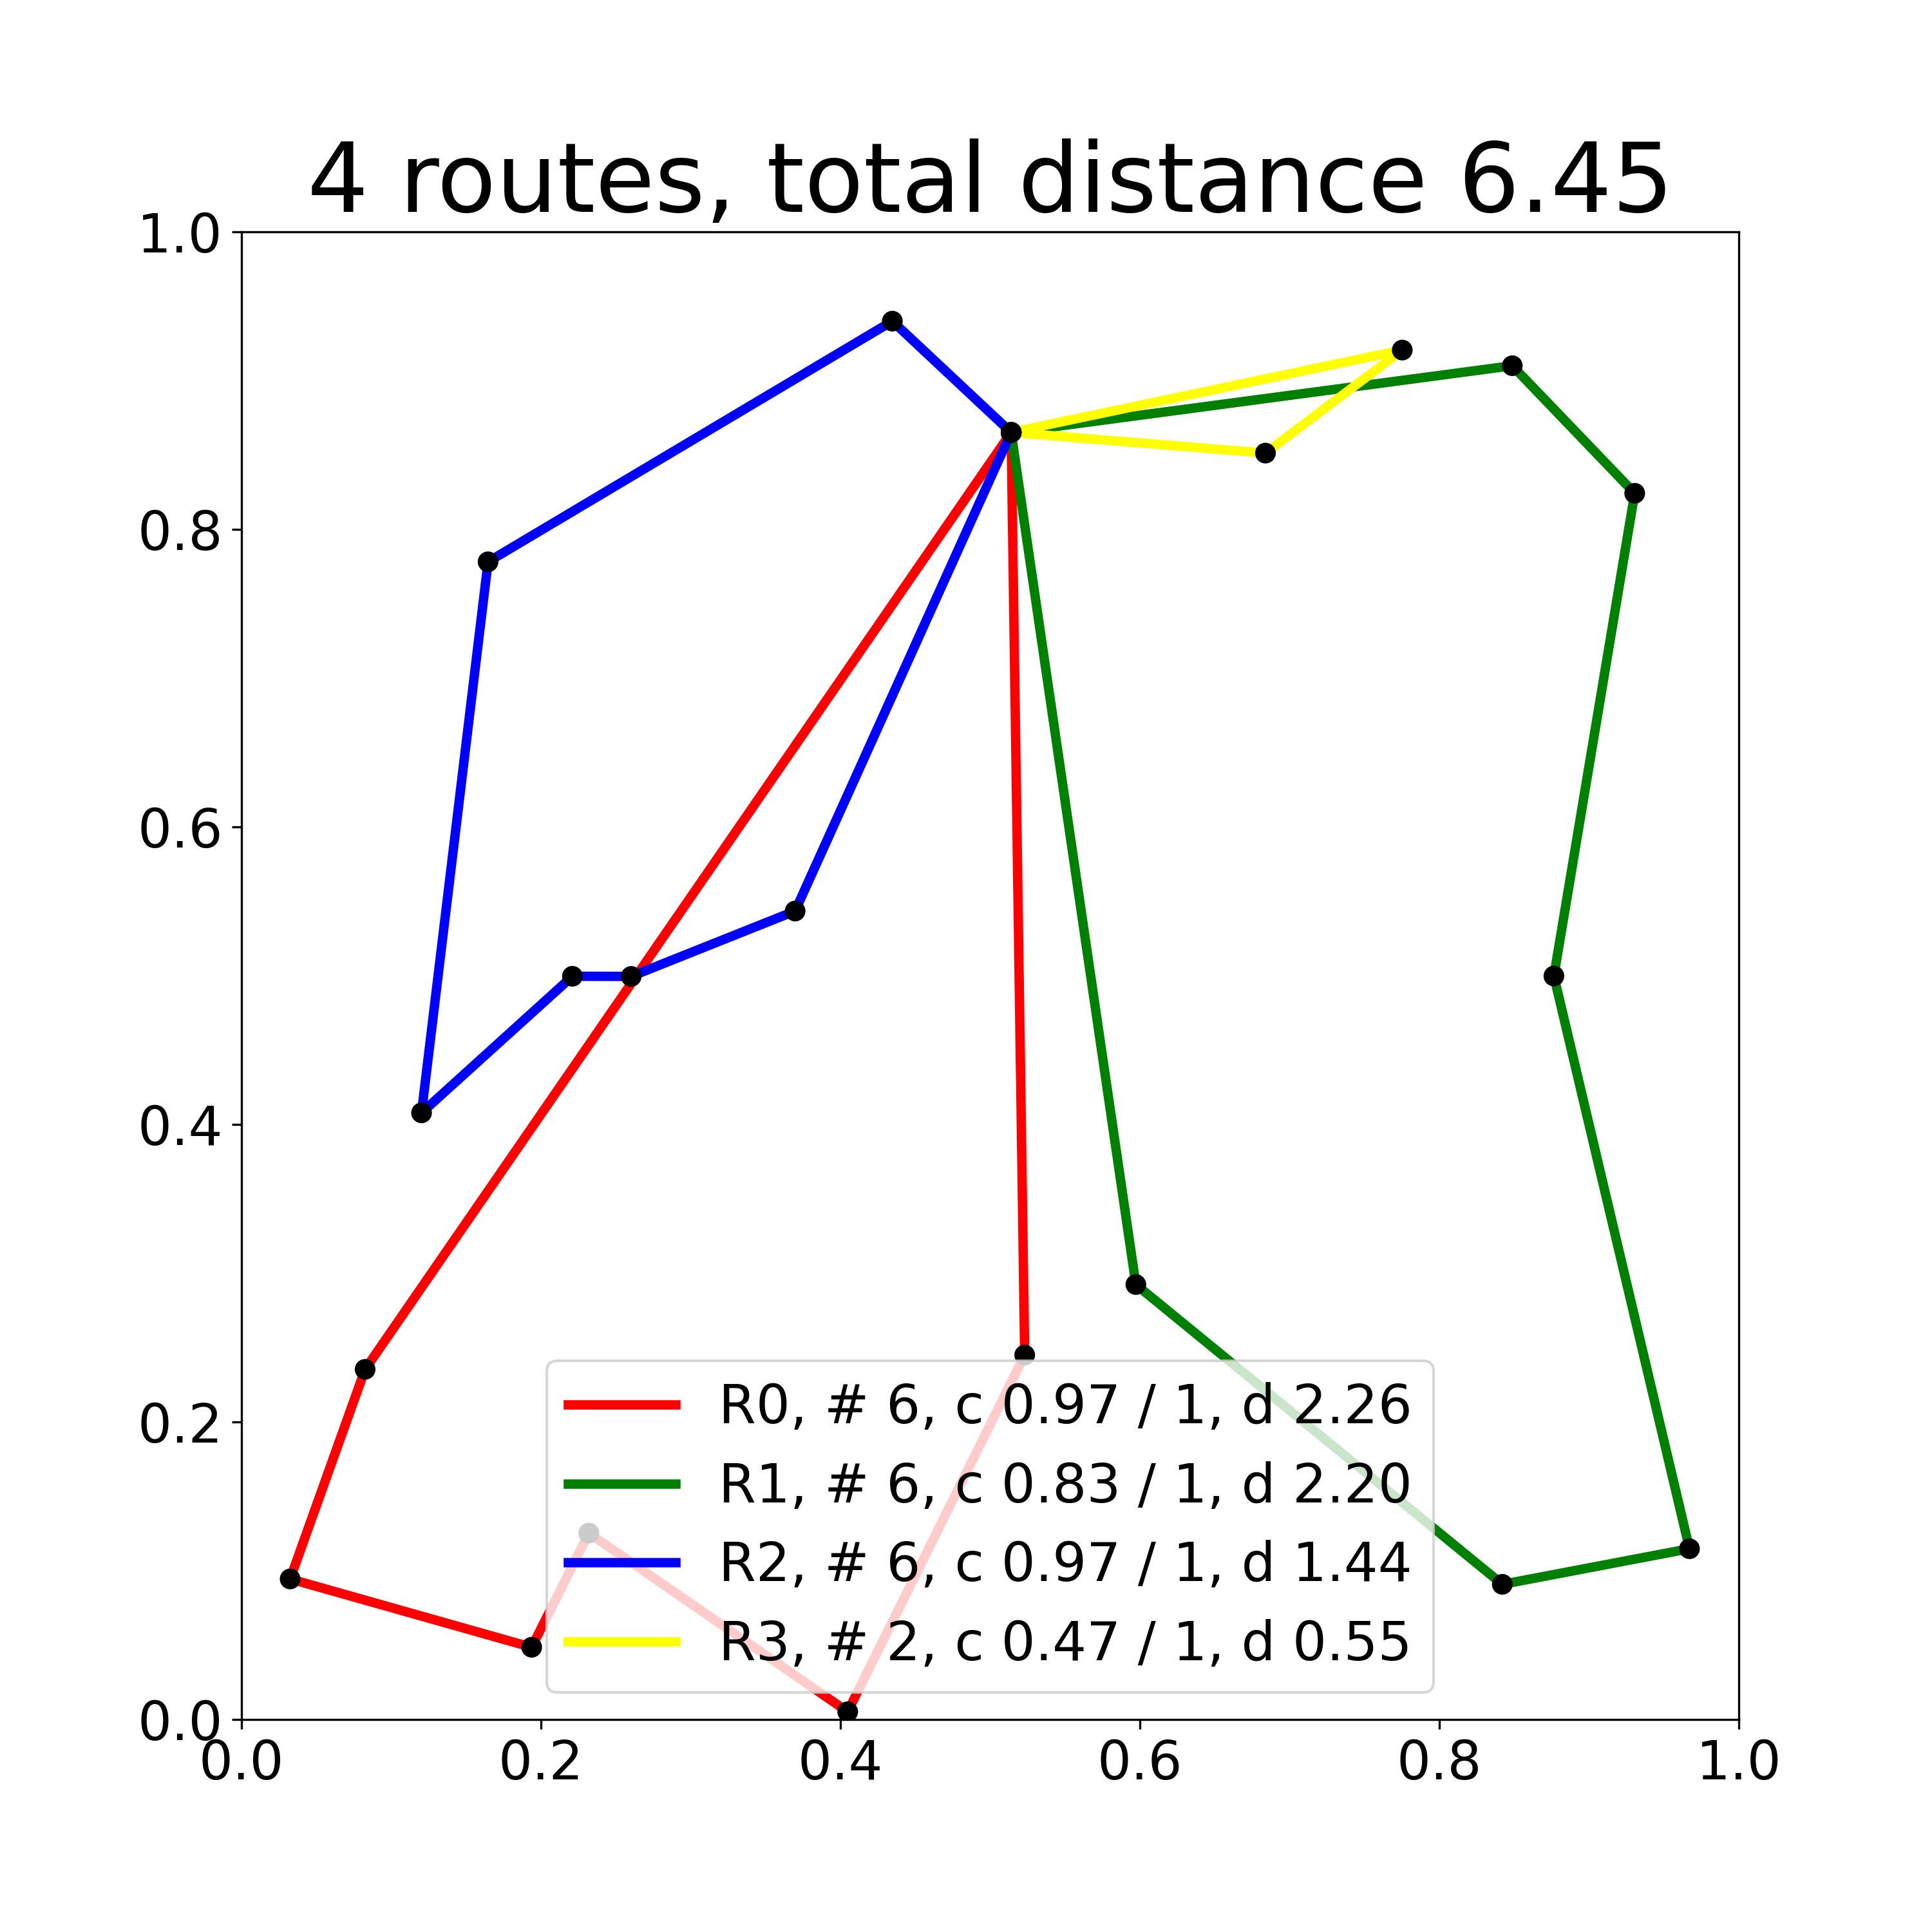 4 routes, total distance 6.45
1.0
0.8
0.6
0.4
0.2
0.0
R0, # 6, c 0.97 / 1, d 2.26
R1, # 6, c 0.83 / 1, d 2.20
R2, # 6, c 0.97 / 1, d 1.44
R3, # 2, c 0.47 / 1, d 0.55
0.0 0.2 0.4 0.6 0.8 1.0